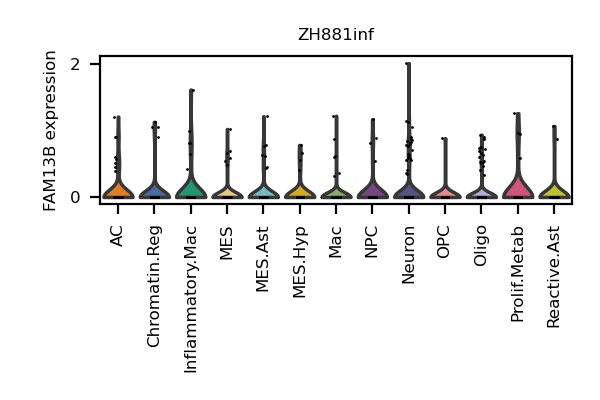 ZH881inf
FAM13B expression
2
0
AC
Chromatin.Reg
Inflammatory.Mac
MES
MES.Ast
MES.Hyp
Mac
NPC
Neuron
OPC
Oligo
Prolif.Metab
Reactive.Ast